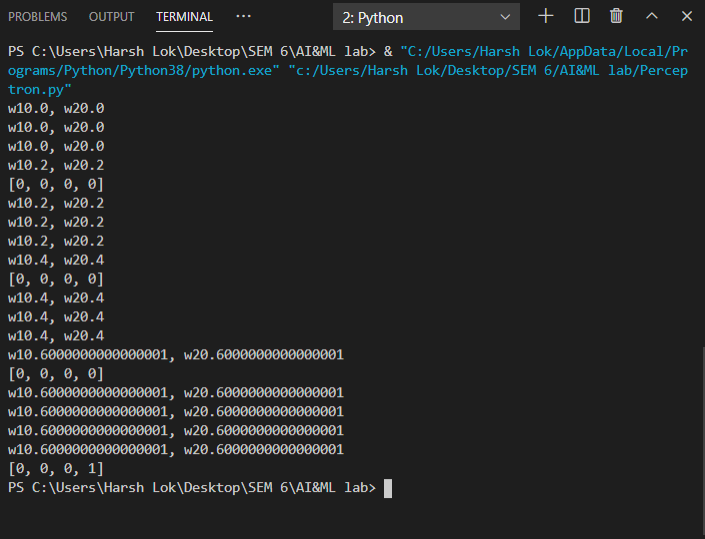 PROBLEMS OUTPUT TERMINAL ··· 2: Python
PS C:\Users\Harsh Lok\Desktop\SEM 6\AI&ML lab> & "C:/Users/Harsh Lok/AppData/Local/Pr
ograms/Python/Python38/python.exe" "c:/Users/Harsh Lok/Desktop/SEM 6/AI&ML lab/Percep
tron.py"
w10.0, w20.0
w10.0, w20.0
w10.0, w20.0
w10.2, w20.2
[0, 0, 0, 0]
w10.2, w20.2
w10.2, w20.2
w10.2, w20.2
w10.4, w20.4
[0, 0, 0, 0]
w10.4, w20.4
w10.4, w20.4
w10.4, w20.4
w10.6000000000000001, w20.6000000000000001
[0, 0, 0, 0]
w10.6000000000000001, w20.6000000000000001
w10.6000000000000001, w20.6000000000000001
w10.6000000000000001, w20.6000000000000001
w10.6000000000000001, w20.6000000000000001
[0, 0, 0, 1]
PS C:\Users\Harsh Lok\Desktop\SEM 6\AI&ML lab>